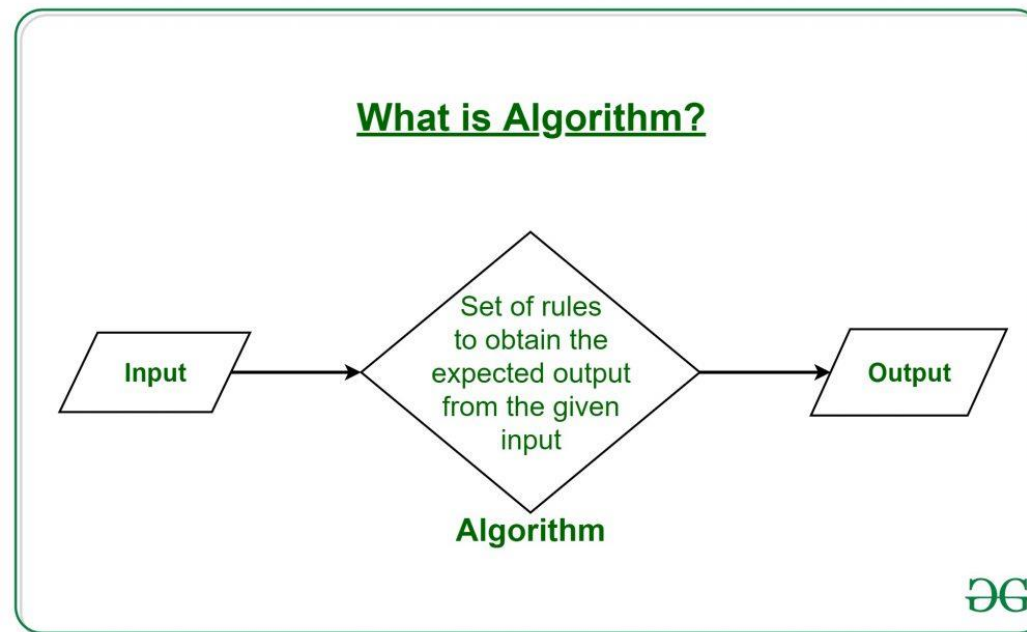 What is Algorithm?
Input
Set of rules
to obtain the
expected output
from the given
input
Output
Algorithm